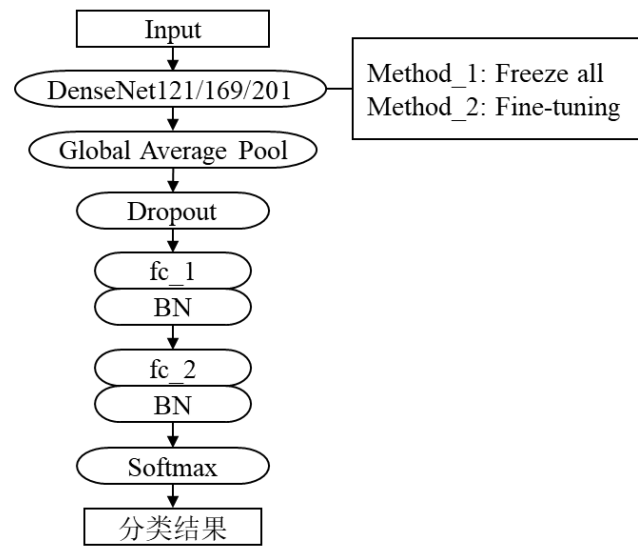 Input
DenseNet121/169/201
Method_1: Freeze all
Method_2: Fine-tuning
Global Average Pool
Dropout
fc_1
BN
fc_2
BN
Softmax
分类结果